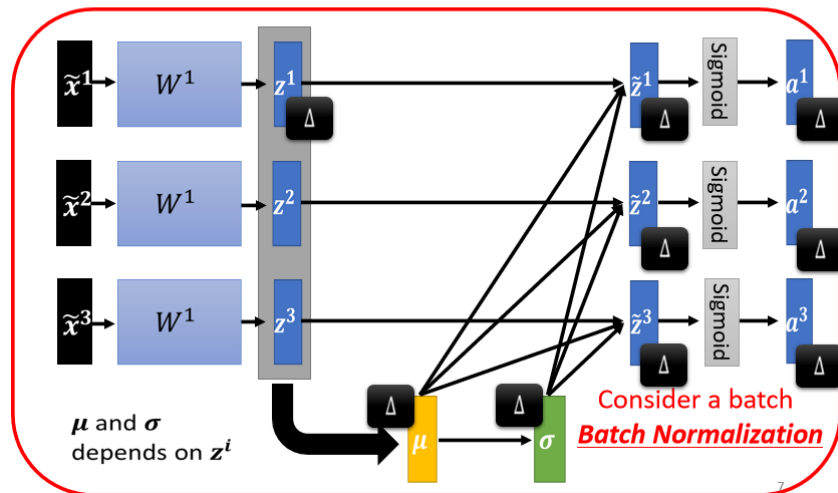 x̃¹ W¹ z¹ Δ z̃¹ Δ Sigmoid a¹ Δ
x̃² W¹ z² z̃² Δ Sigmoid a² Δ
x̃³ W¹ z³ z̃³ Δ Sigmoid a³ Δ
Δ Δ
μ σ
μ and σ
depends on zⁱ
Consider a batch
Batch Normalization
7